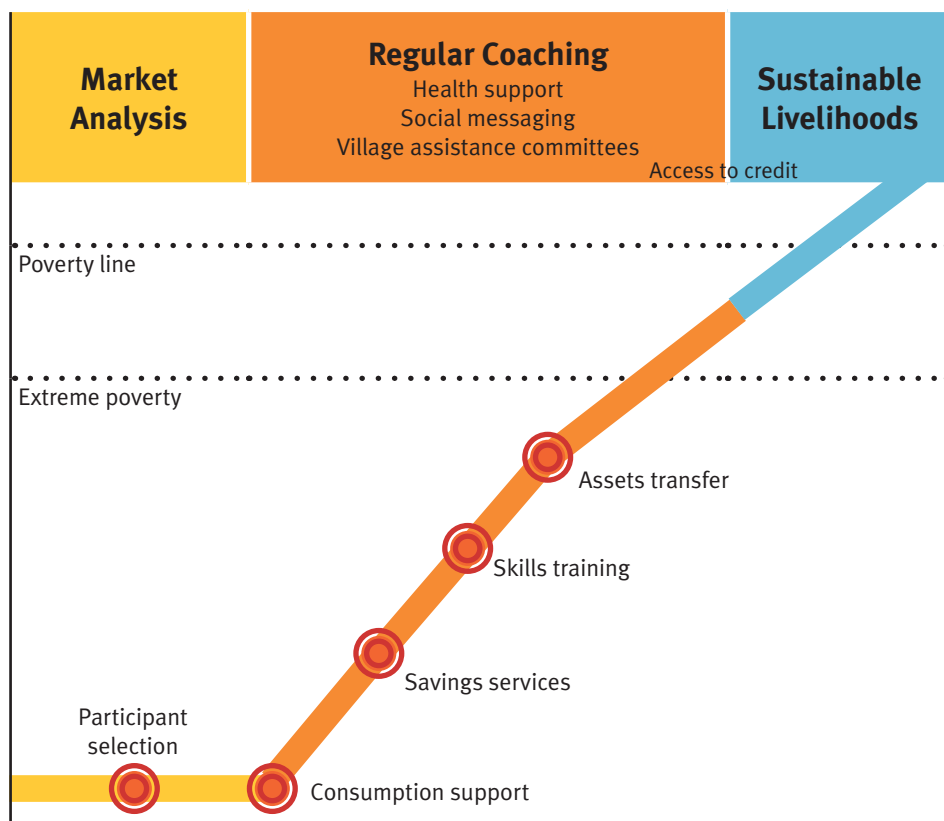 Market
Analysis
Regular Coaching
Health support
Social messaging
Village assistance committees
Sustainable
Livelihoods
Access to credit
Poverty line
Extreme poverty
Assets transfer
Skills training
Savings services
Participant
selection
Consumption support